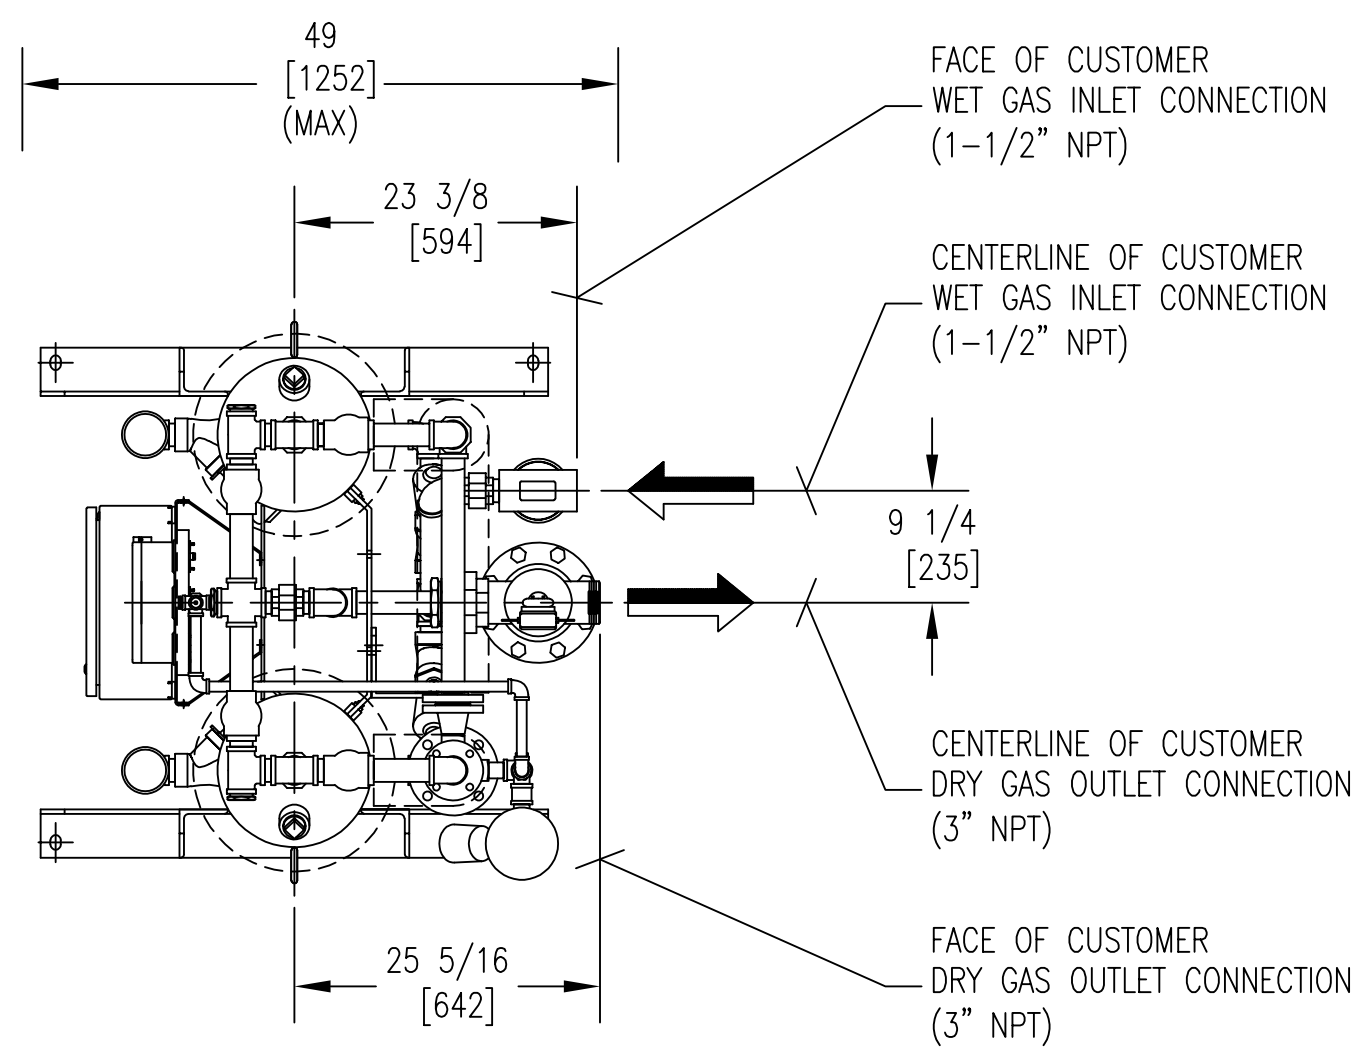 49
[1252]
(MAX)
23 3/8
[594]
FACE OF CUSTOMER
WET GAS INLET CONNECTION
(1-1/2" NPT)
CENTERLINE OF CUSTOMER
WET GAS INLET CONNECTION
(1-1/2" NPT)
9 1/4
[235]
CENTERLINE OF CUSTOMER
DRY GAS OUTLET CONNECTION
(3" NPT)
25 5/16
[642]
FACE OF CUSTOMER
DRY GAS OUTLET CONNECTION
(3" NPT)